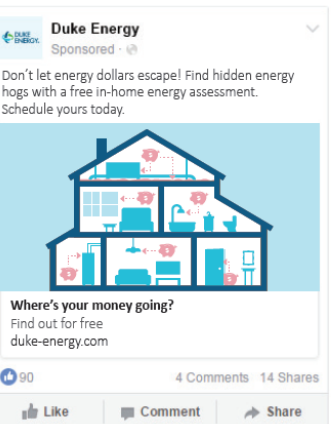 DUKE
ENERGY.
Duke Energy
Sponsored ·
Don't let energy dollars escape! Find hidden energy
hogs with a free in-home energy assessment.
Schedule yours today.
Where's your money going?
Find out for free
duke-energy.com
90
4 Comments 14 Shares
Like Comment Share